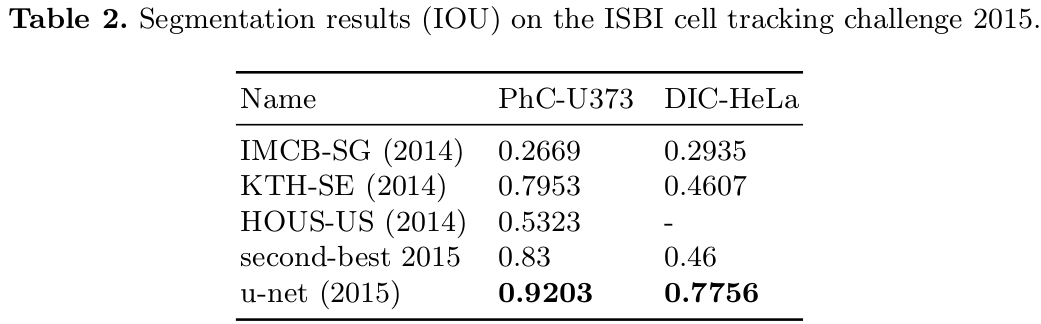 Table 2. Segmentation results (IOU) on the ISBI cell tracking challenge 2015.
Name PhC-U373 DIC-HeLa
IMCB-SG (2014) 0.2669 0.2935
KTH-SE (2014) 0.7953 0.4607
HOUS-US (2014) 0.5323 -
second-best 2015 0.83 0.46
u-net (2015) 0.9203 0.7756